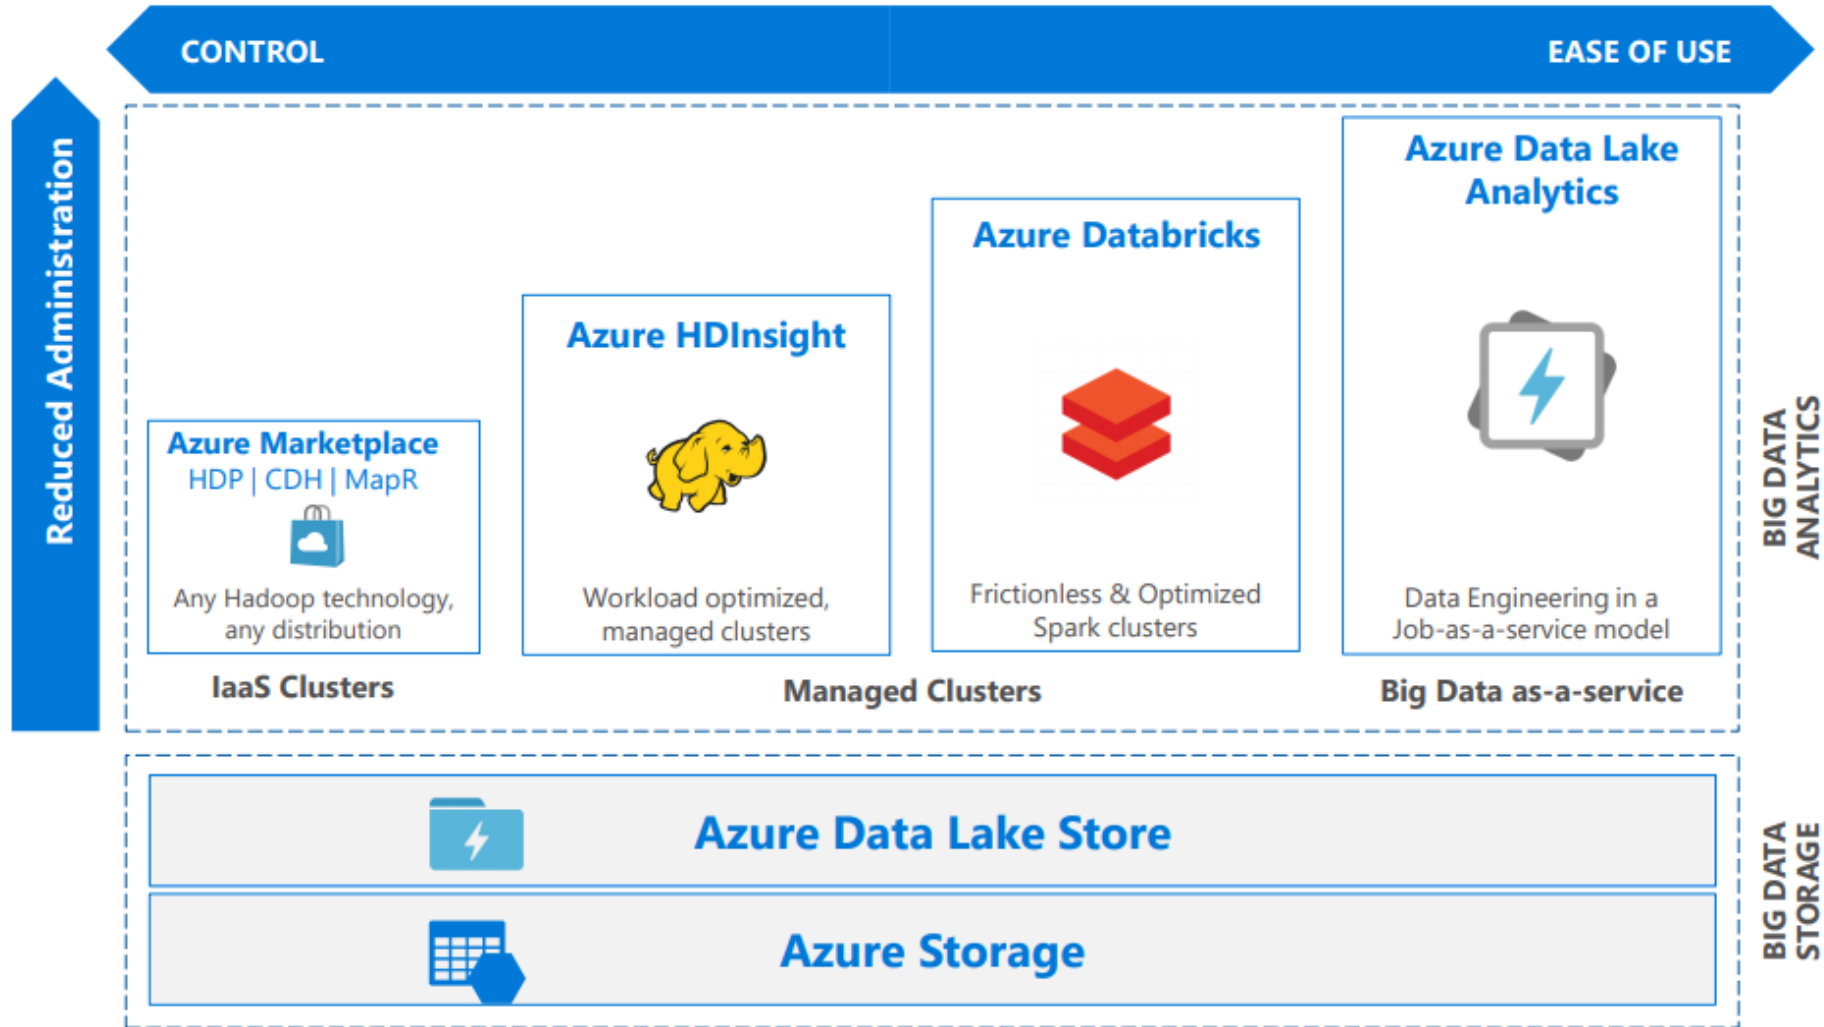 CONTROL
EASE OF USE
Reduced Administration
Azure Marketplace
HDP | CDH | MapR
Any Hadoop technology,
any distribution
IaaS Clusters
Azure HDInsight
Workload optimized,
managed clusters
Azure Databricks
Frictionless & Optimized
Spark clusters
Managed Clusters
Azure Data Lake
Analytics
Data Engineering in a
Job-as-a-service model
Big Data as-a-service
BIG DATA
ANALYTICS
Azure Data Lake Store
Azure Storage
BIG DATA
STORAGE